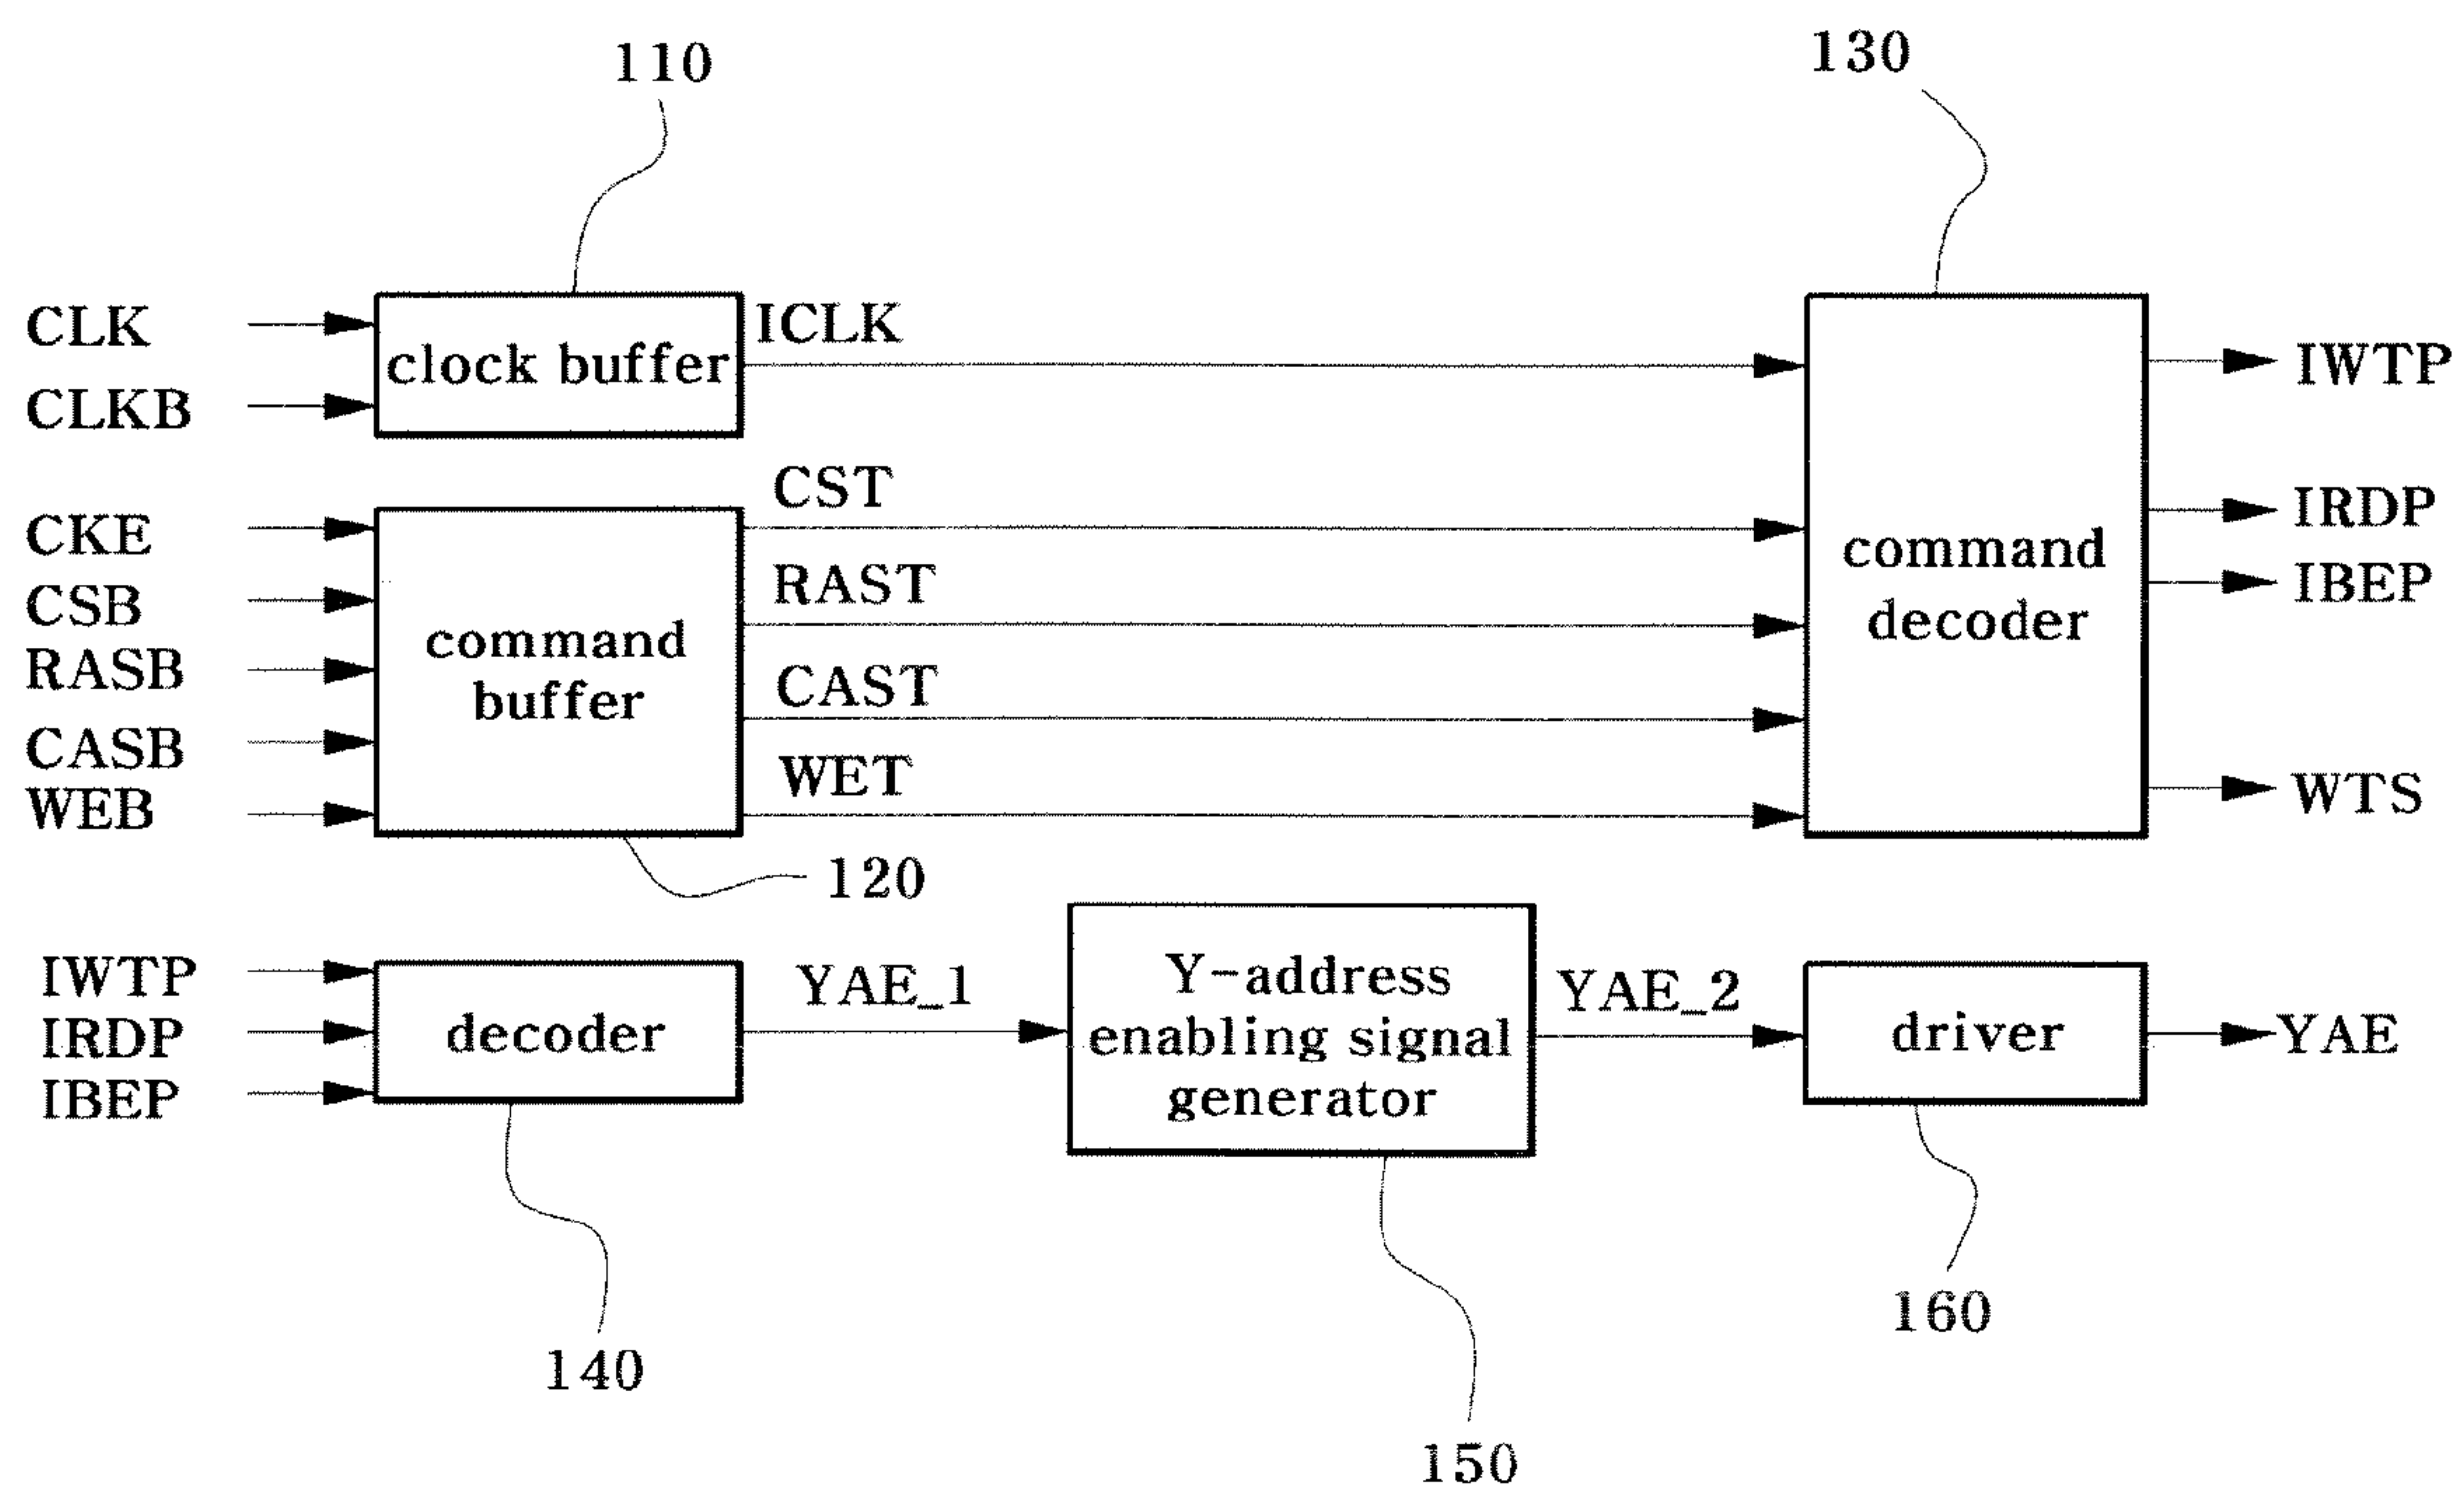 110
130
CLK
CLKB
clock buffer
ICLK
IWTP
CKE
CSB
RASB
CASB
WEB
command
buffer
CST
RAST
CAST
WET
command
decoder
IRDP
IBEP
WTS
120
IWTP
IRDP
IBEP
decoder
YAE_1
Y-address
enabling signal
generator
YAE_2
driver
YAE
140
150
160